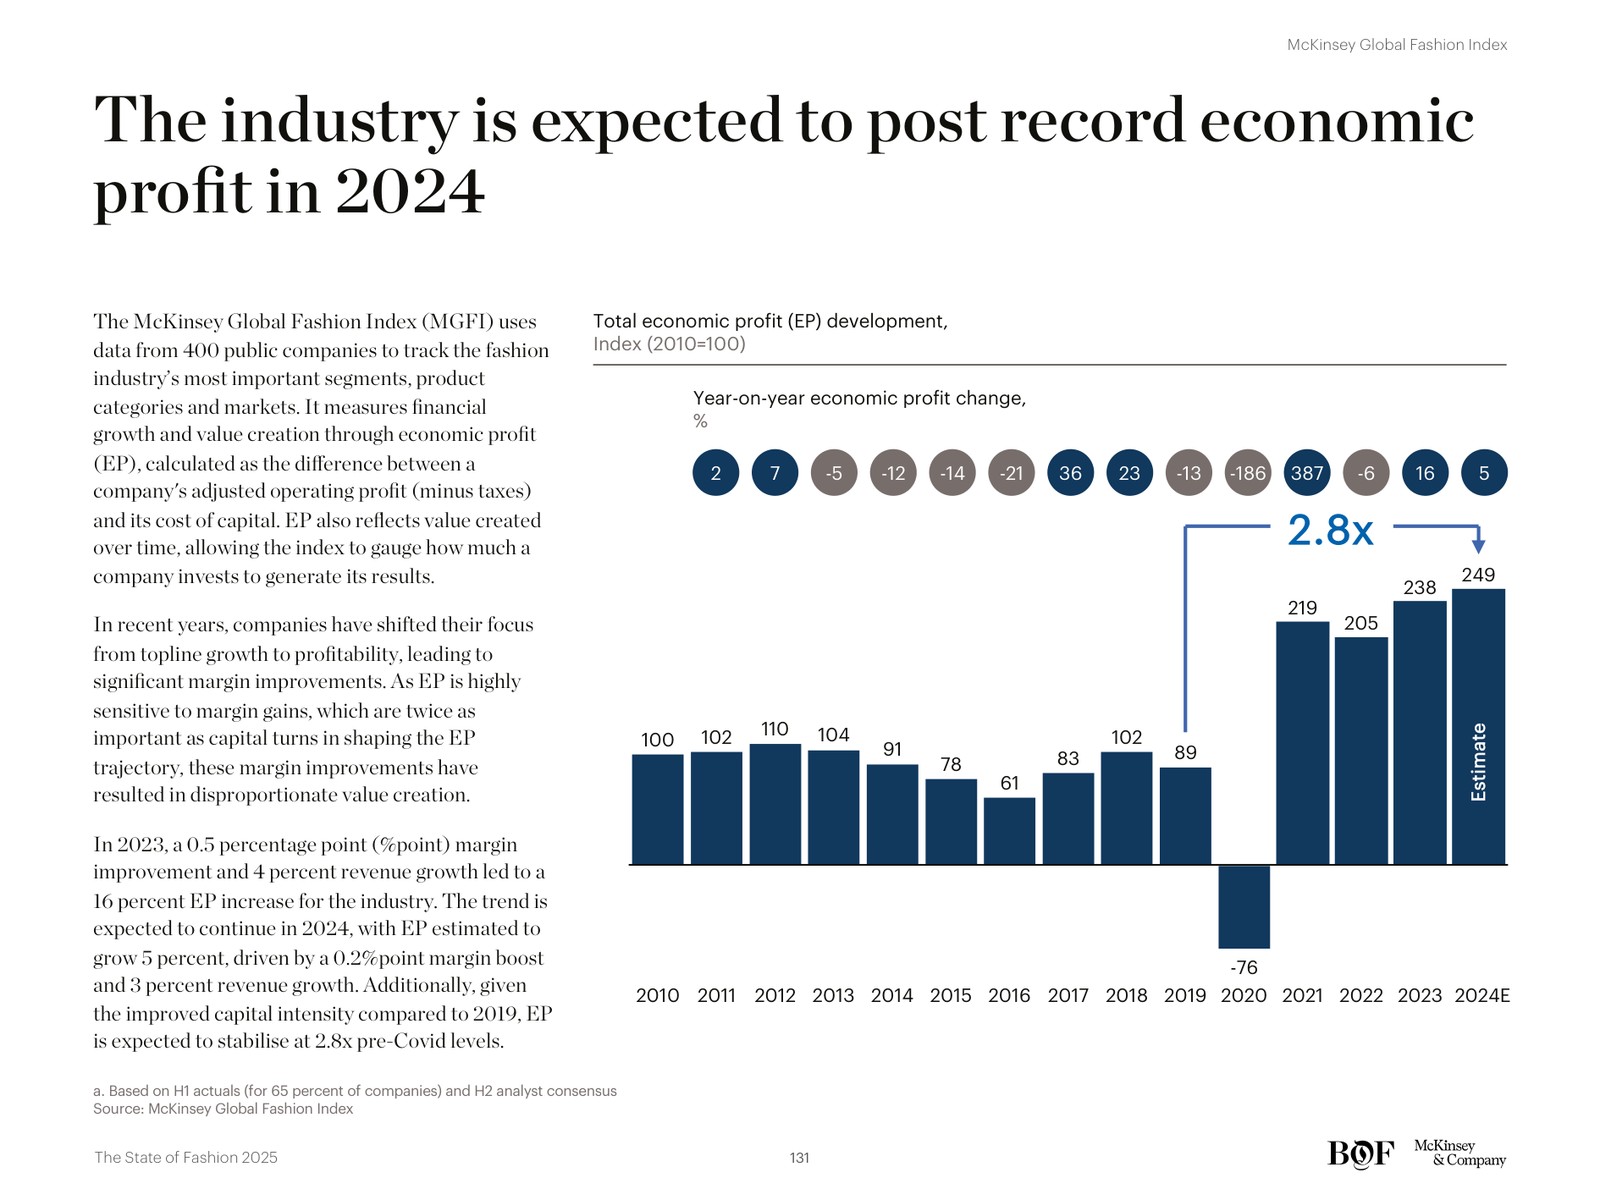 McKinsey Global Fashion Index
The industry is expected to post record economic
profit in 2024
The McKinsey Global Fashion Index (MGFI) uses
data from 400 public companies to track the fashion
industry's most important segments, product
categories and markets. It measures financial
growth and value creation through economic profit
(EP), calculated as the difference between a
company's adjusted operating profit (minus taxes)
and its cost of capital. EP also reflects value created
over time, allowing the index to gauge how much a
company invests to generate its results.
In recent years, companies have shifted their focus
from topline growth to profitability, leading to
significant margin improvements. As EP is highly
sensitive to margin gains, which are twice as
important as capital turns in shaping the EP
trajectory, these margin improvements have
resulted in disproportionate value creation.
In 2023, a 0.5 percentage point (%point) margin
improvement and 4 percent revenue growth led to a
16 percent EP increase for the industry. The trend is
expected to continue in 2024, with EP estimated to
grow 5 percent, driven by a 0.2%point margin boost
and 3 percent revenue growth. Additionally, given
the improved capital intensity compared to 2019, EP
is expected to stabilise at 2.8x pre-Covid levels.
Total economic profit (EP) development,
Index (2010=100)
Year-on-year economic profit change,
%
2 7 -5 -12 -14 -21 36 23 -13 -186 387 -6 16 5
2.8x
100 102 110 104 91 78 61 83 102 89 -76 219 205 238 249
Estimate
2010 2011 2012 2013 2014 2015 2016 2017 2018 2019 2020 2021 2022 2023 2024E
a. Based on H1 actuals (for 65 percent of companies) and H2 analyst consensus
Source: McKinsey Global Fashion Index
The State of Fashion 2025
131
BOF
McKinsey
& Company